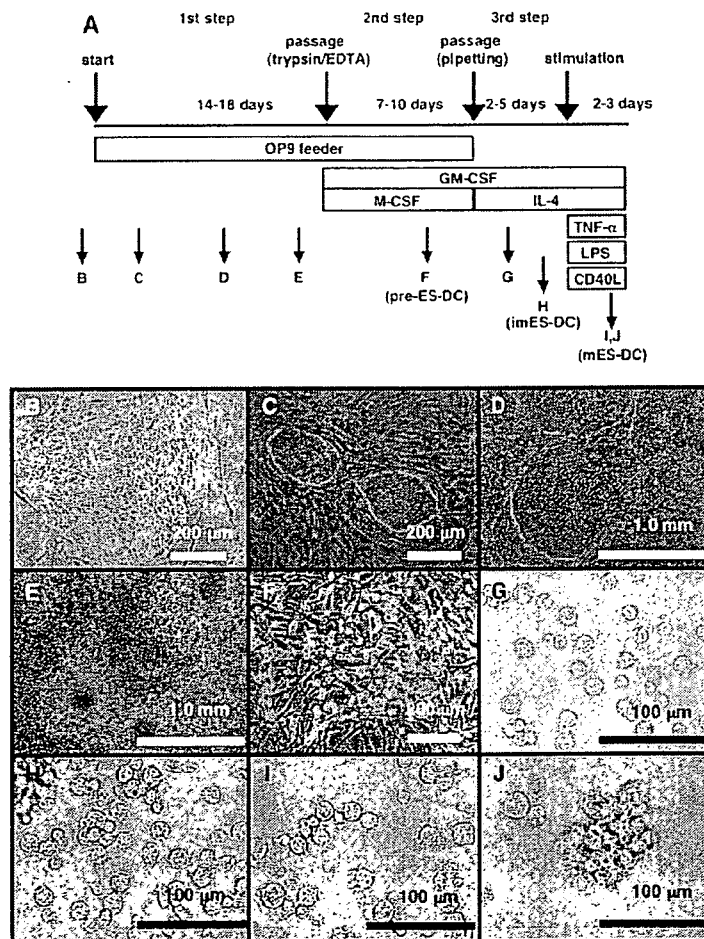 A
1st step
2nd step
3rd step
start
passage
(trypsin/EDTA)
passage
(pipetting)
stimulation
14-18 days
7-10 days
2-5 days
2-3 days
OP9 feeder
GM-CSF
M-CSF
IL-4
TNF-α
LPS
CD40L
B
C
D
E
F
(pre-ES-DC)
G
H
(imES-DC)
I,J
(mES-DC)
B
200 µm
C
200 µm
D
1.0 mm
E
1.0 mm
F
G
100 µm
H
100 µm
I
100 µm
J
100 µm